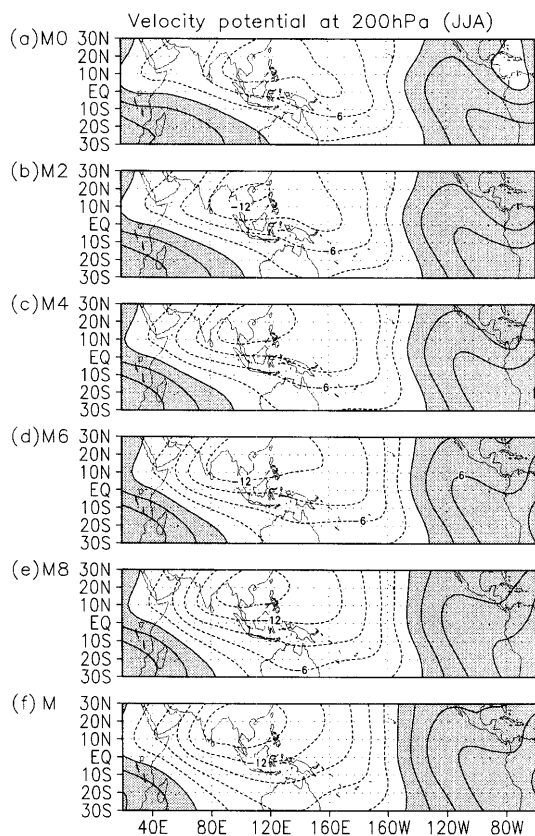 Velocity potential at 200hPa (JJA)
(a)M0
30N
20N
10N
EQ
10S
20S
30S
-6
(b)M2
30N
20N
10N
EQ
10S
20S
30S
-12
-6
(c)M4
30N
20N
10N
EQ
10S
20S
30S
-6
(d)M6
30N
20N
10N
EQ
10S
20S
30S
-12
-6
6
(e)M8
30N
20N
10N
EQ
10S
20S
30S
-12
-6
(f) M
30N
20N
10N
EQ
10S
20S
30S
-12
40E 80E 120E 160E 160W 120W 80W